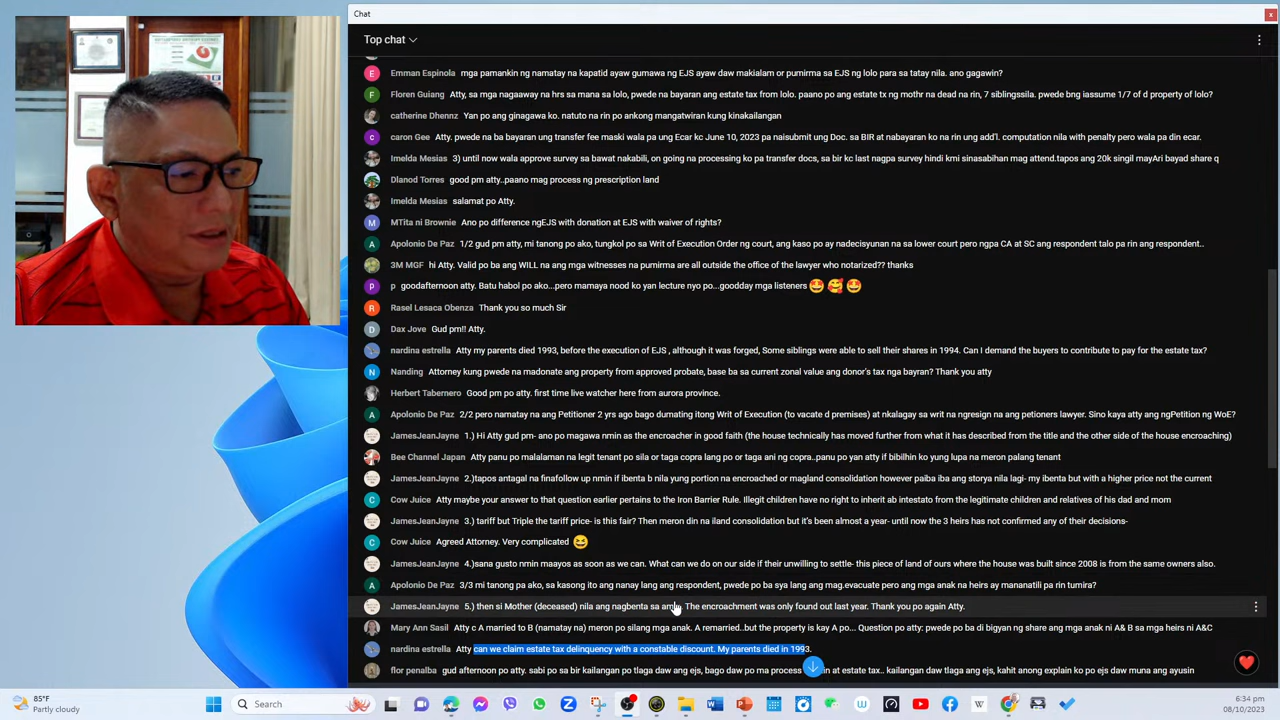 Chat
Top chat
Emman Espinola mga pamankin ng namatay na kapatid ayaw gumawa ng EJS ayaw daw makialam or pumirma sa EJS ng lolo para sa tatay nila. ano gagawin?
Floren Guiang Atty, sa mga nagaaway na hrs sa mana sa lolo, pwede na bayaran ang estate tax from lolo. paano po ang estate tx ng mothr na dead na rin, 7 siblingssila. pwede bng iassume 1/7 of d property of lolo?
catherine Dhennz Yan po ang ginagawa ko. natuto na rin po ankong mangatwiran kung kinakailangan
caron Gee Atty. pwede na ba bayaran ung transfer fee maski wala pa ung Ecar kc June 10, 2023 pa naisubmit ung Doc. sa BIR at nabayaran ko na rin ung add'l. computation nila with penalty pero wala pa din ecar.
Imelda Mesias 3) until now wala approve survey sa bawat nakabili, on going na processing ko pa transfer docs, sa bir kc last nagpa survey hindi kmi sinasabihan mag attend.tapos ang 20k singil mayAri bayad share q
Dlanod Torres good pm atty..paano mag process ng prescription land
Imelda Mesias salamat po Atty.
MTita ni Brownie Ano po difference ngEJS with donation at EJS with waiver of rights?
Apolonio De Paz 1/2 gud pm atty, mi tanong po ako, tungkol po sa Writ of Execution Order ng court, ang kaso po ay nadecisyunan na sa lower court pero ngpa CA at SC ang respondent talo pa rin ang respondent..
3M MGF hi Atty. Valid po ba ang WILL na ang mga witnesses na pumirma are all outside the office of the lawyer who notarized?? thanks
p goodafternoon atty. Batu habol po ako...pero mamaya nood ko yan lecture nyo po...goodday mga listeners 🤩 🥰 🤩
Rasel Lesaca Obenza Thank you so much Sir
Dax Jove Gud pm!! Atty.
nardina estrella Atty my parents died 1993, before the execution of EJS , although it was forged, Some siblings were able to sell their shares in 1994. Can I demand the buyers to contribute to pay for the estate tax?
Nanding Attorney kung pwede na madonate ang property from approved probate, base ba sa current zonal value ang donor's tax nga bayran? Thank you atty
Herbert Tabernero Good pm po atty. first time live watcher here from aurora province.
Apolonio De Paz 2/2 pero namatay na ang Petitioner 2 yrs ago bago dumating itong Writ of Execution (to vacate d premises) at nkalagay sa writ na ngresign na ang petioners lawyer. Sino kaya atty ang ngPetition ng WoE?
JamesJeanJayne 1.) Hi Atty gud pm- ano po magawa nmin as the encroacher in good faith (the house technically has moved further from what it has described from the title and the other side of the house encroaching)
Bee Channel Japan Atty panu po malalaman na legit tenant po sila or taga copra lang po or taga ani ng copra..panu po yan atty if bibilhin ko yung lupa na meron palang tenant
JamesJeanJayne 2.)tapos antagal na finafollow up nmin if ibenta b nila yung portion na encroached or magland consolidation however paiba iba ang storya nila lagi- my ibenta but with a higher price not the current
Cow Juice Atty maybe your answer to that question earlier pertains to the Iron Barrier Rule. Illegit children have no right to inherit ab intestato from the legitimate children and relatives of his dad and mom
JamesJeanJayne 3.) tariff but Triple the tariff price- is this fair? Then meron din na iland consolidation but it's been almost a year- until now the 3 heirs has not confirmed any of their decisions-
Cow Juice Agreed Attorney. Very complicated 😆
JamesJeanJayne 4.)sana gusto nmin maayos as soon as we can. What can we do on our side if their unwilling to settle- this piece of land of ours where the house was built since 2008 is from the same owners also.
Apolonio De Paz 3/3 mi tanong pa ako, sa kasong ito ang nanay lang ang respondent, pwede po ba sya lang ang mag.evacuate pero ang mga anak na heirs ay mananatili pa rin tumira?
JamesJeanJayne 5.) then si Mother (deceased) nila ang nagbenta sa The encroachment was only found out last year. Thank you po again Atty.
Mary Ann Sasil Atty c A married to B (namatay na) meron po silang mga anak. A remarried..but the property is kay A po... Question po atty: pwede po ba di bigyan ng share ang mga anak ni A& B sa mga heirs ni A&C
nardina estrella Atty can we claim estate tax delinquency with a constable discount. My parents died in 1993.
flor penalba gud afternoon po atty. sabi po sa bir kailangan po tlaga daw ang ejs, bago daw po ma process at estate tax.. kailangan daw tlaga ang ejs, kahit anong explain ko po ejs daw muna ang ayusin
85°F
Partly cloudy
Search
6:34 pm
08/10/2023